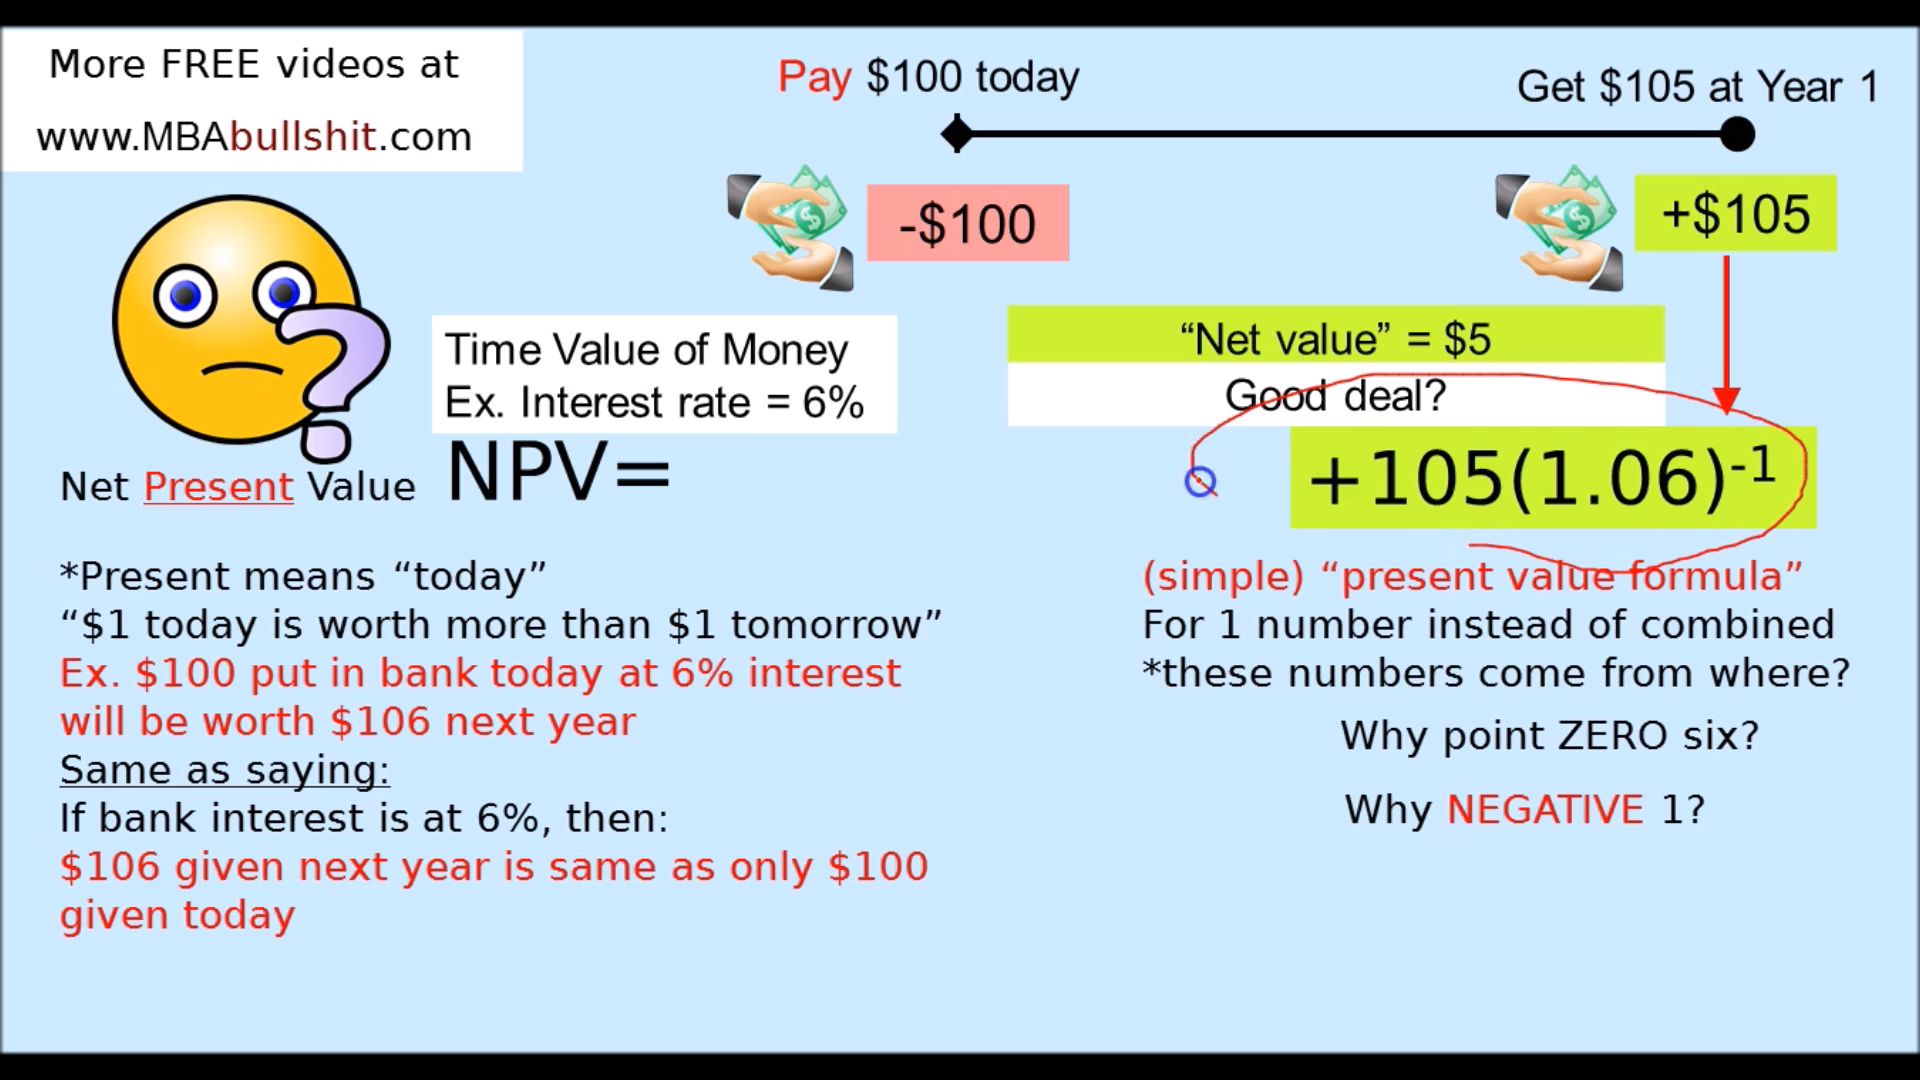 More FREE videos at
www.MBAbullshit.com
Pay $100 today
Get $105 at Year 1
-$100
+$105
“Net value” = $5
Good deal?
Time Value of Money
Ex. Interest rate = 6%
Net Present Value
NPV=
+105(1.06)⁻¹
*Present means “today”
“$1 today is worth more than $1 tomorrow”
Ex. $100 put in bank today at 6% interest
will be worth $106 next year
Same as saying:
If bank interest is at 6%, then:
$106 given next year is same as only $100
given today
(simple) “present value formula”
For 1 number instead of combined
*these numbers come from where?
Why point ZERO six?
Why NEGATIVE 1?